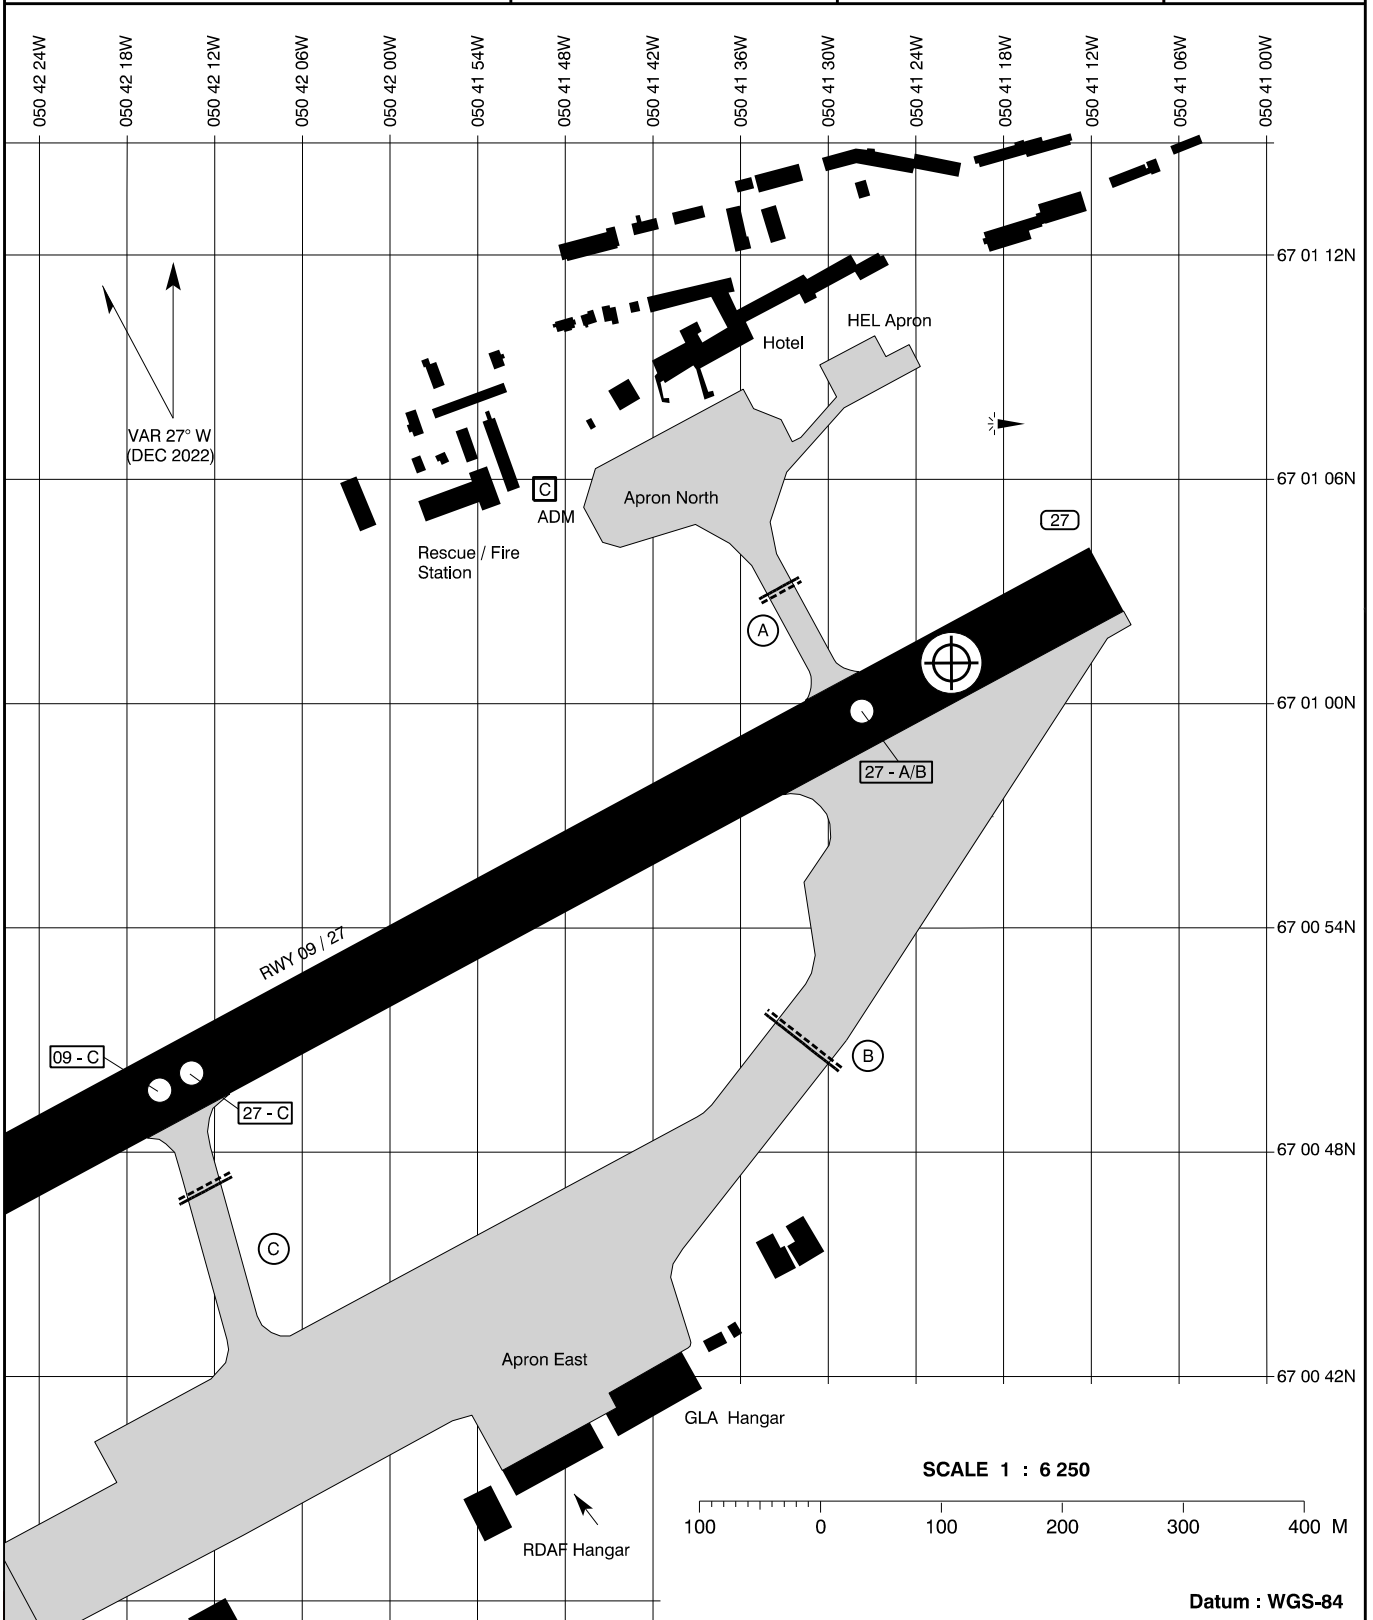 050 42 24W
050 42 18W
050 42 12W
050 42 06W
050 42 00W
050 41 54W
050 41 48W
050 41 42W
050 41 36W
050 41 30W
050 41 24W
050 41 18W
050 41 12W
050 41 06W
050 41 00W
67 01 12N
HEL Apron
Hotel
VAR 27° W
(DEC 2022)
67 01 06N
C
ADM
Apron North
27
Rescue / Fire
Station
A
67 01 00N
27 - A/B
RWY 09 / 27
67 00 54N
09 - C
B
27 - C
67 00 48N
C
Apron East
67 00 42N
GLA Hangar
SCALE 1 : 6 250
100 0 100 200 300 400 M
RDAF Hangar
Datum : WGS-84